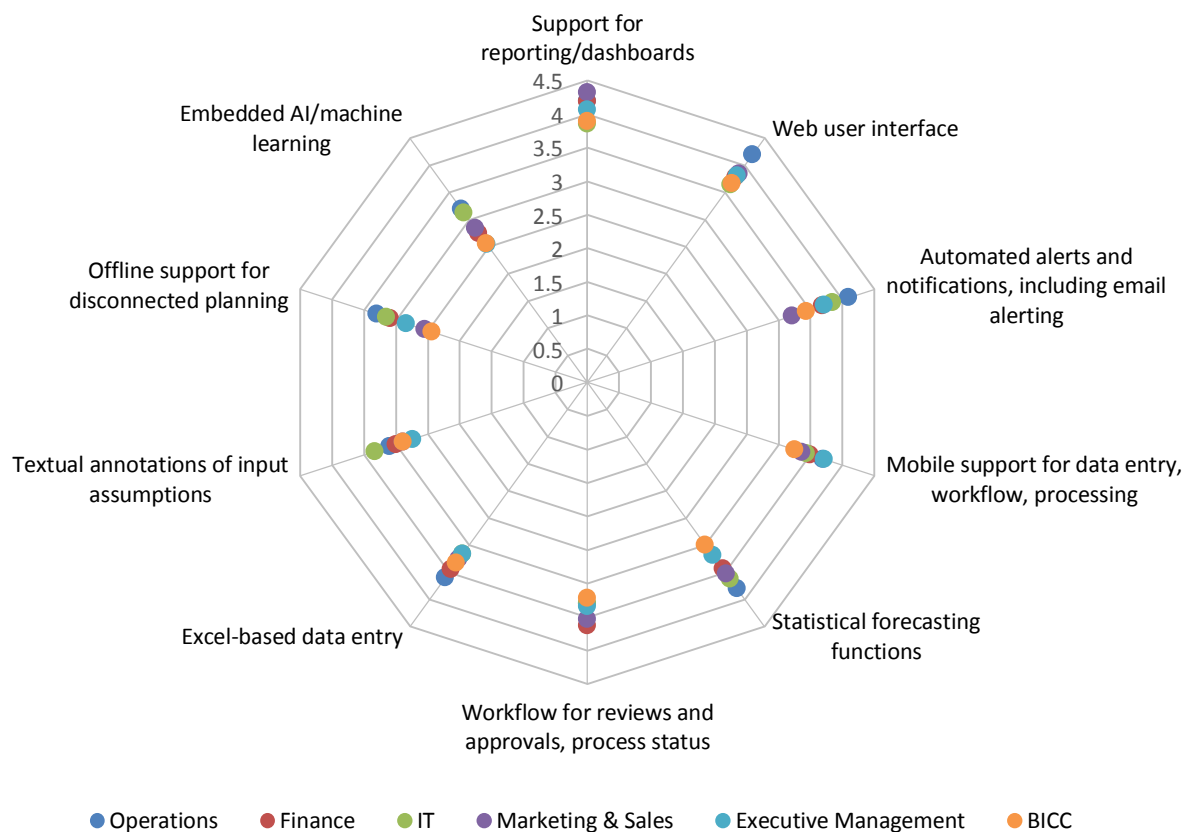 Support for
reporting/dashboards
4.5
4
3.5
3
2.5
2
1.5
1
0.5
0
Web user interface
Automated alerts and
notifications, including email
alerting
Mobile support for data entry,
workflow, processing
Statistical forecasting
functions
Workflow for reviews and
approvals, process status
Excel-based data entry
Textual annotations of input
assumptions
Offline support for
disconnected planning
Embedded AI/machine
learning
Operations
Finance
IT
Marketing & Sales
Executive Management
BICC